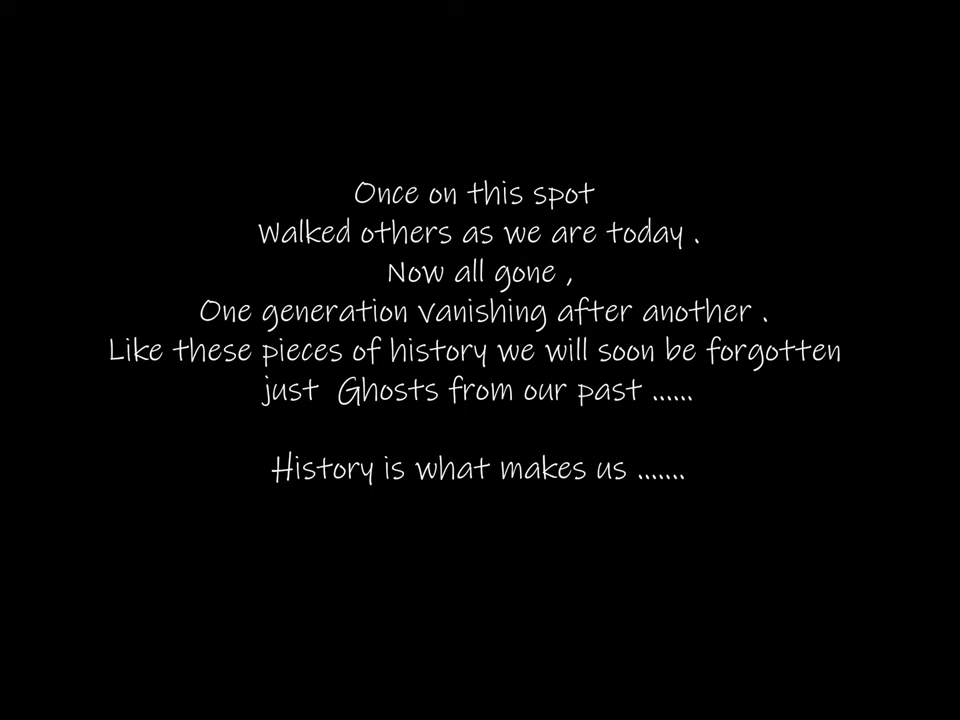 Once on this spot
Walked others as we are today .
Now all gone ,
One generation Vanishing after another .
Like these pieces of history we will soon be forgotten
just Ghosts from our past ......
History is what makes us .......